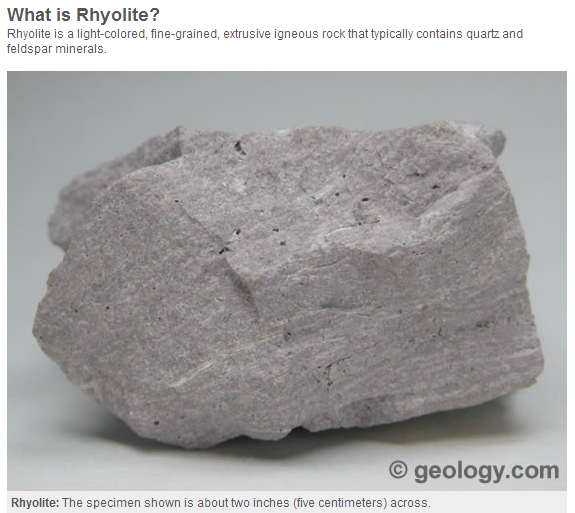 What is Rhyolite?
Rhyolite is a light-colored, fine-grained, extrusive igneous rock that typically contains quartz and
feldspar minerals.
© geology.com
Rhyolite: The specimen shown is about two inches (five centimeters) across.